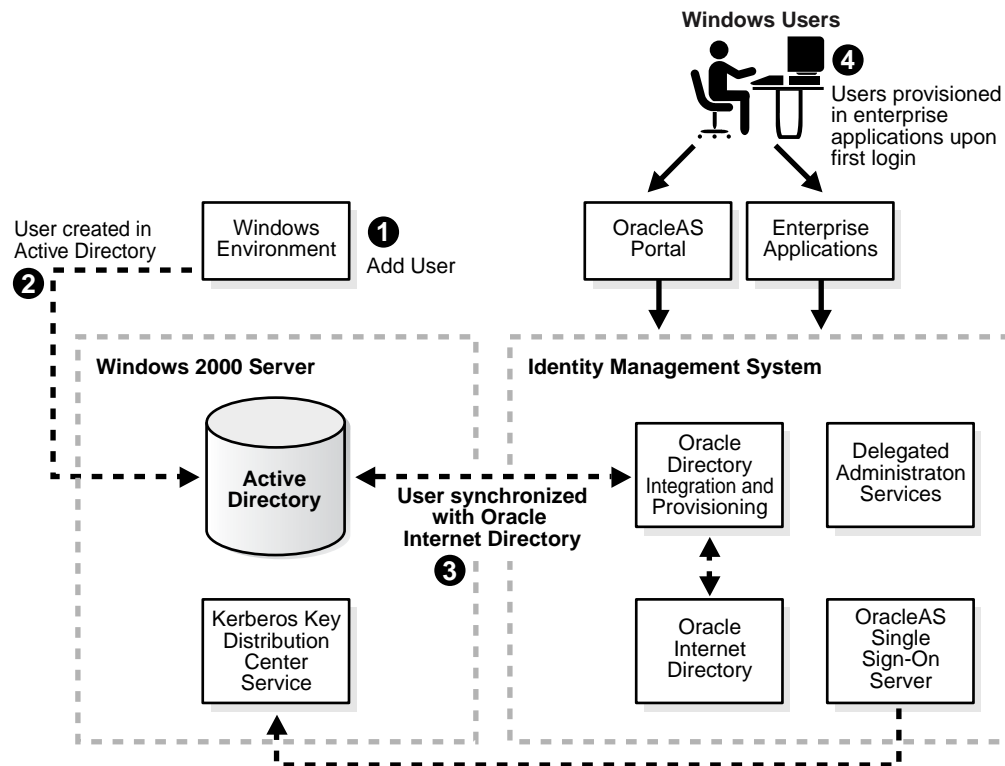 Windows Users
4
Users provisioned
in enterprise
applications upon
first login
User created in
Active Directory
2
Windows
Environment
1
Add User
OracleAS
Portal
Enterprise
Applications
Windows 2000 Server
Active
Directory
Kerberos Key
Distribution
Center
Service
User synchronized
with Oracle
Internet Directory
3
Identity Management System
Oracle
Directory
Integration and
Provisioning
Delegated
Administraton
Services
Oracle
Internet
Directory
OracleAS
Single
Sign-On
Server